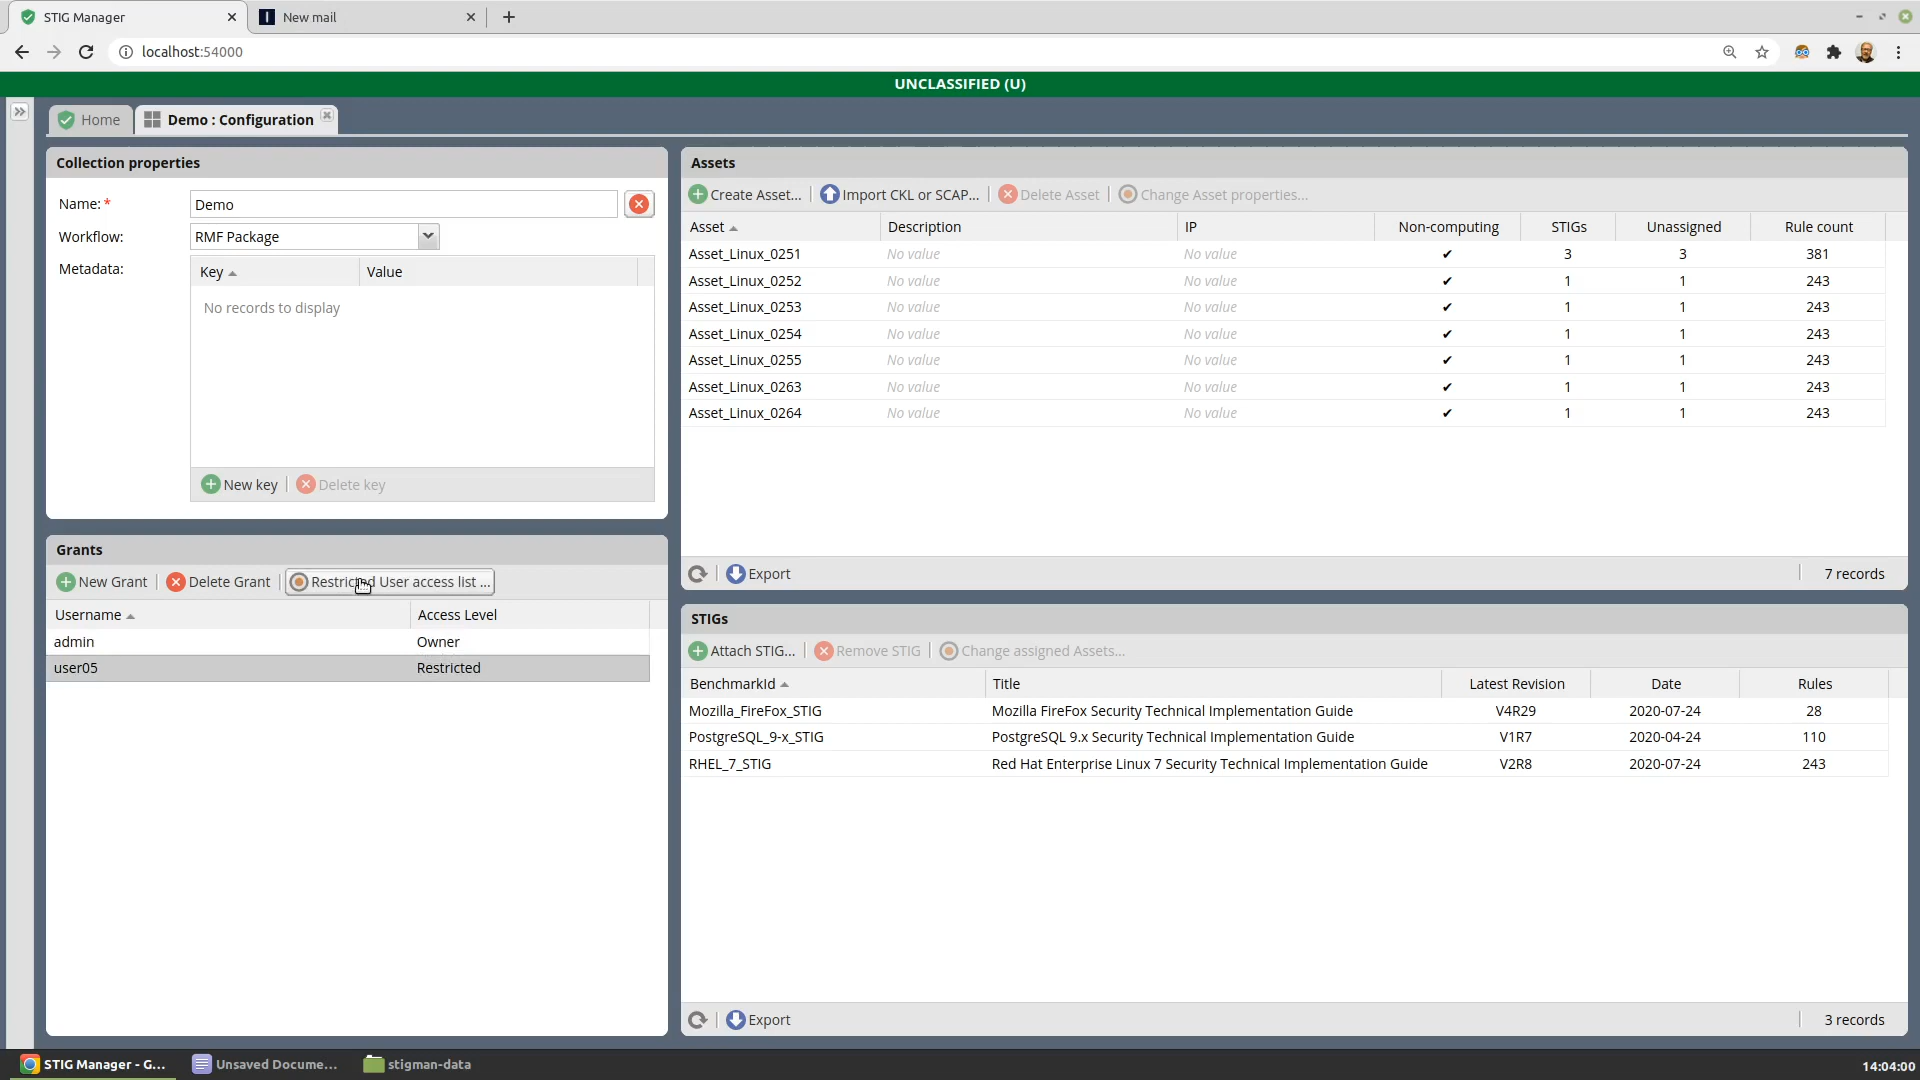 STIG Manager
New mail
localhost:54000
UNCLASSIFIED (U)
Home
Demo : Configuration
Collection properties
Name: *
Demo
Workflow:
RMF Package
Metadata:
Key
Value
No records to display
New key
Delete key
Grants
New Grant
Delete Grant
Restricted User access list ...
Username
Access Level
admin
Owner
user05
Restricted
Assets
Create Asset...
Import CKL or SCAP...
Delete Asset
Change Asset properties...
Asset Description IP Non-computing STIGs Unassigned Rule count
Asset_Linux_0251 No value No value ✔ 3 3 381
Asset_Linux_0252 No value No value ✔ 1 1 243
Asset_Linux_0253 No value No value ✔ 1 1 243
Asset_Linux_0254 No value No value ✔ 1 1 243
Asset_Linux_0255 No value No value ✔ 1 1 243
Asset_Linux_0263 No value No value ✔ 1 1 243
Asset_Linux_0264 No value No value ✔ 1 1 243
Export
7 records
STIGs
Attach STIG...
Remove STIG
Change assigned Assets...
BenchmarkId Title Latest Revision Date Rules
Mozilla_FireFox_STIG Mozilla FireFox Security Technical Implementation Guide V4R29 2020-07-24 28
PostgreSQL_9-x_STIG PostgreSQL 9.x Security Technical Implementation Guide V1R7 2020-04-24 110
RHEL_7_STIG Red Hat Enterprise Linux 7 Security Technical Implementation Guide V2R8 2020-07-24 243
Export
3 records
STIG Manager - G...
Unsaved Docume...
stigman-data
14:04:00